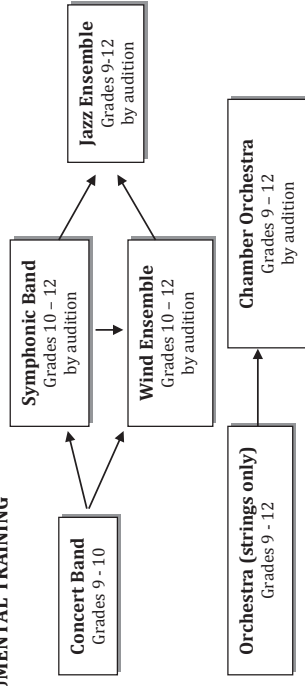 MENTAL TRAINING
Concert Band
Grades 9 - 10
Symphonic Band
Grades 10 – 12
by audition
Wind Ensemble
Grades 10 – 12
by audition
Jazz Ensemble
Grades 9-12
by audition
Orchestra (strings only)
Grades 9 - 12
Chamber Orchestra
Grades 9 – 12
by audition